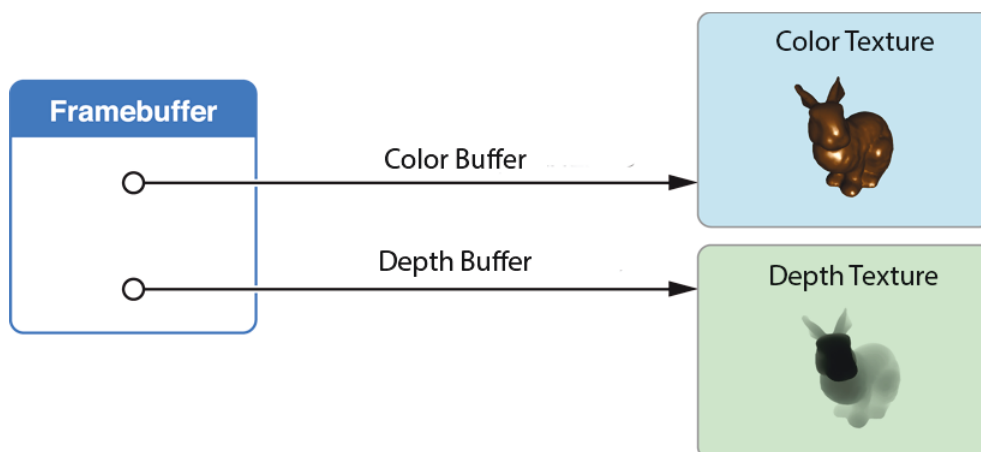 Framebuffer
Color Buffer
Depth Buffer
Color Texture
Depth Texture